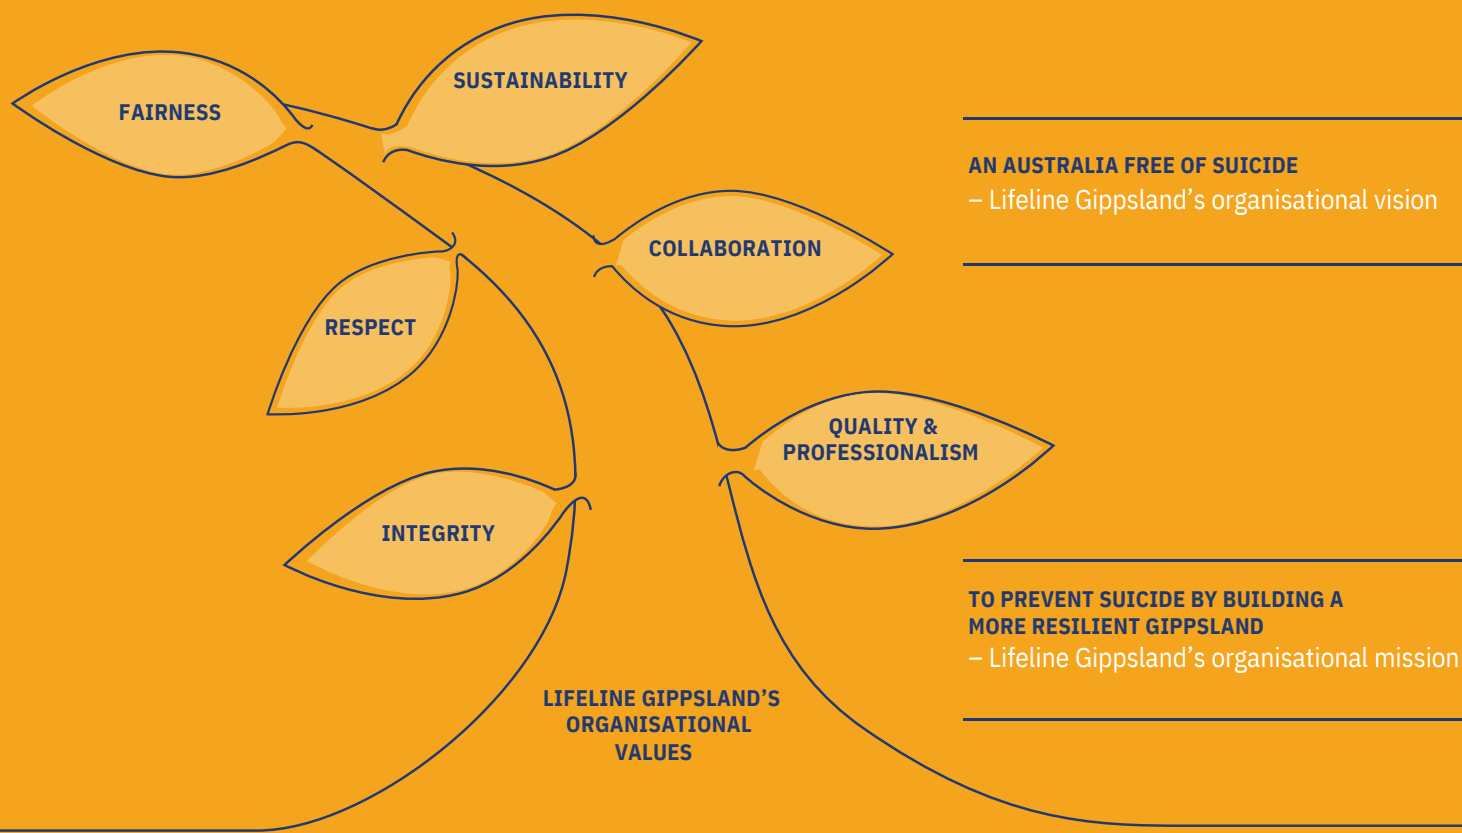 SUSTAINABILITY
FAIRNESS
COLLABORATION
RESPECT
QUALITY &
PROFESSIONALISM
INTEGRITY
LIFELINE GIPPSLAND’S
ORGANISATIONAL
VALUES
AN AUSTRALIA FREE OF SUICIDE
– Lifeline Gippsland’s organisational vision
TO PREVENT SUICIDE BY BUILDING A
MORE RESILIENT GIPPSLAND
– Lifeline Gippsland’s organisational mission